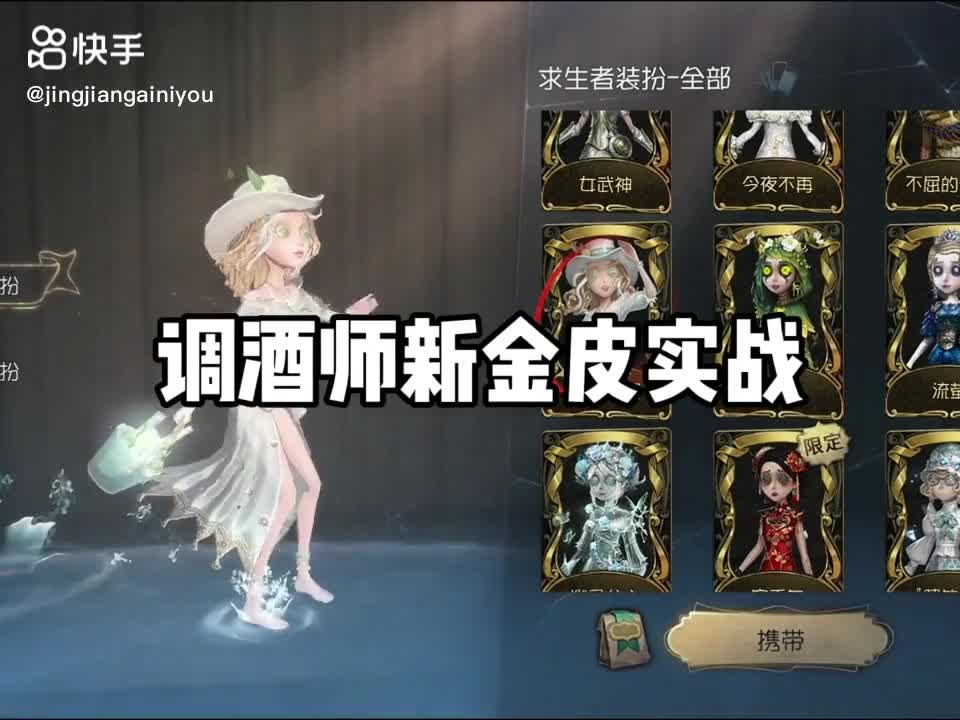 快手
@jingjiangainiyou
求生者装扮-全部
女武神
今夜不再
不屈的
扮
扮
调酒师新金皮实战
流萤
限定
携带